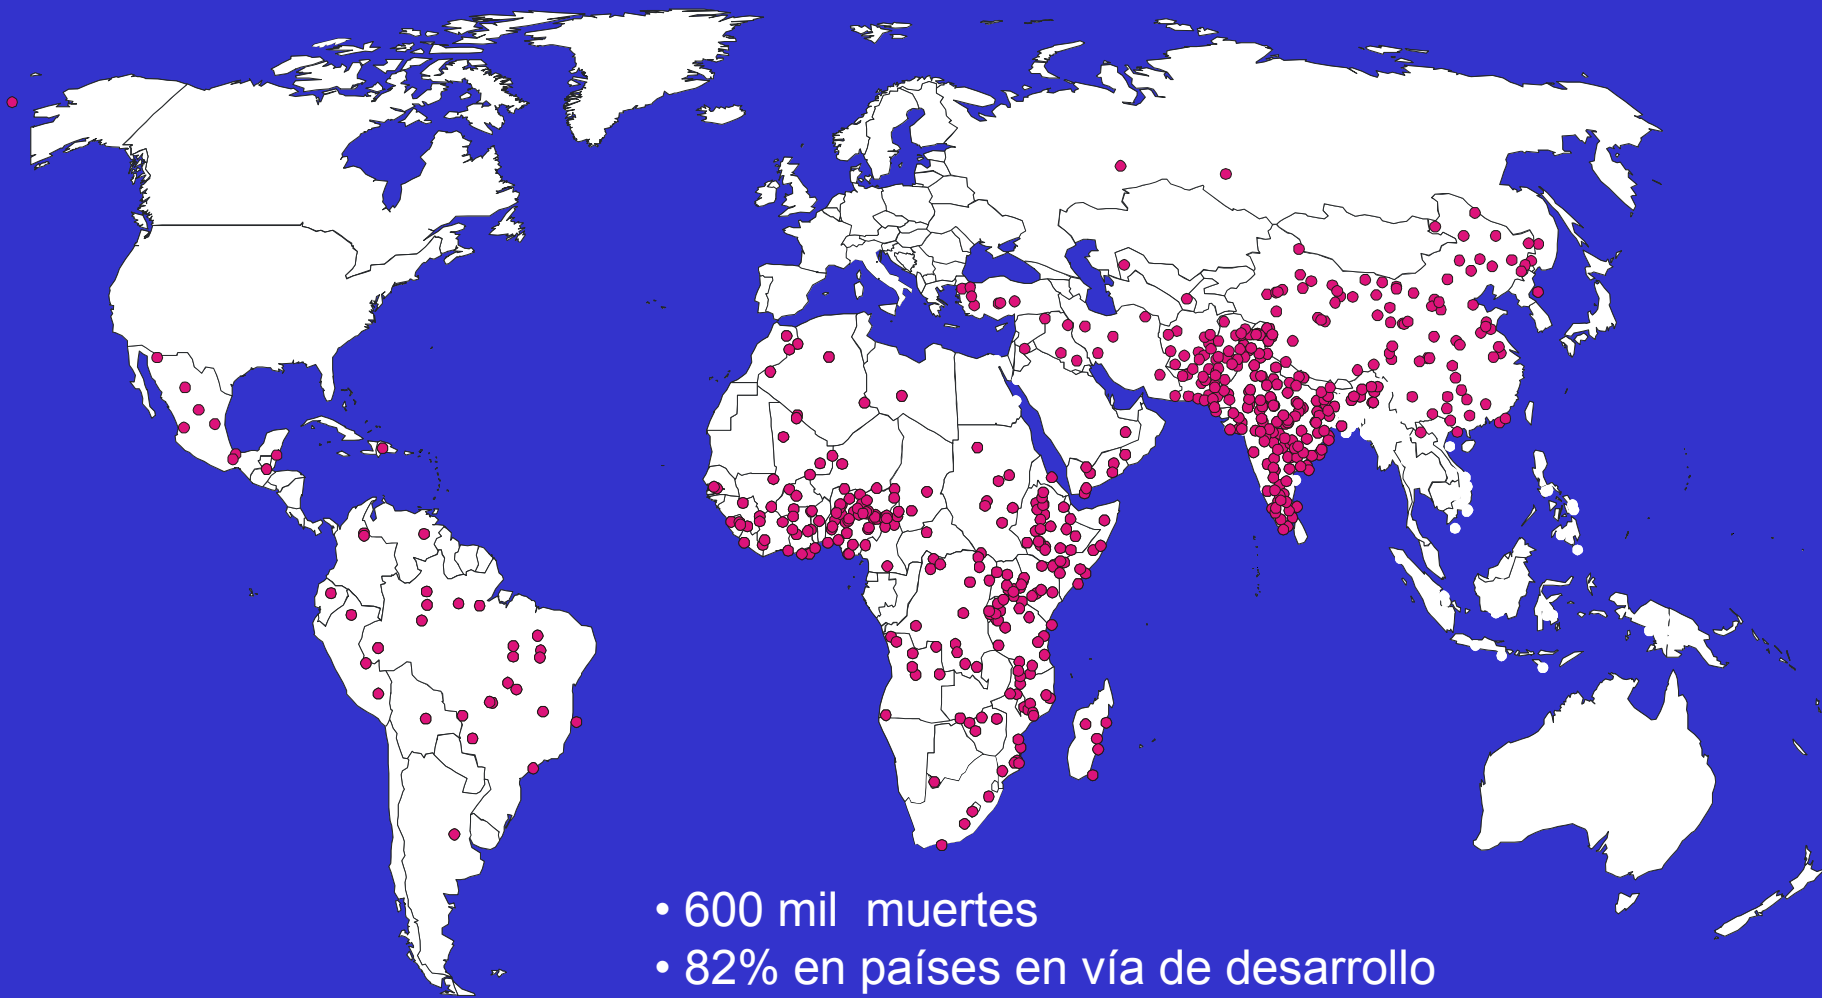 • 600 mil muertes
• 82% en países en vía de desarrollo